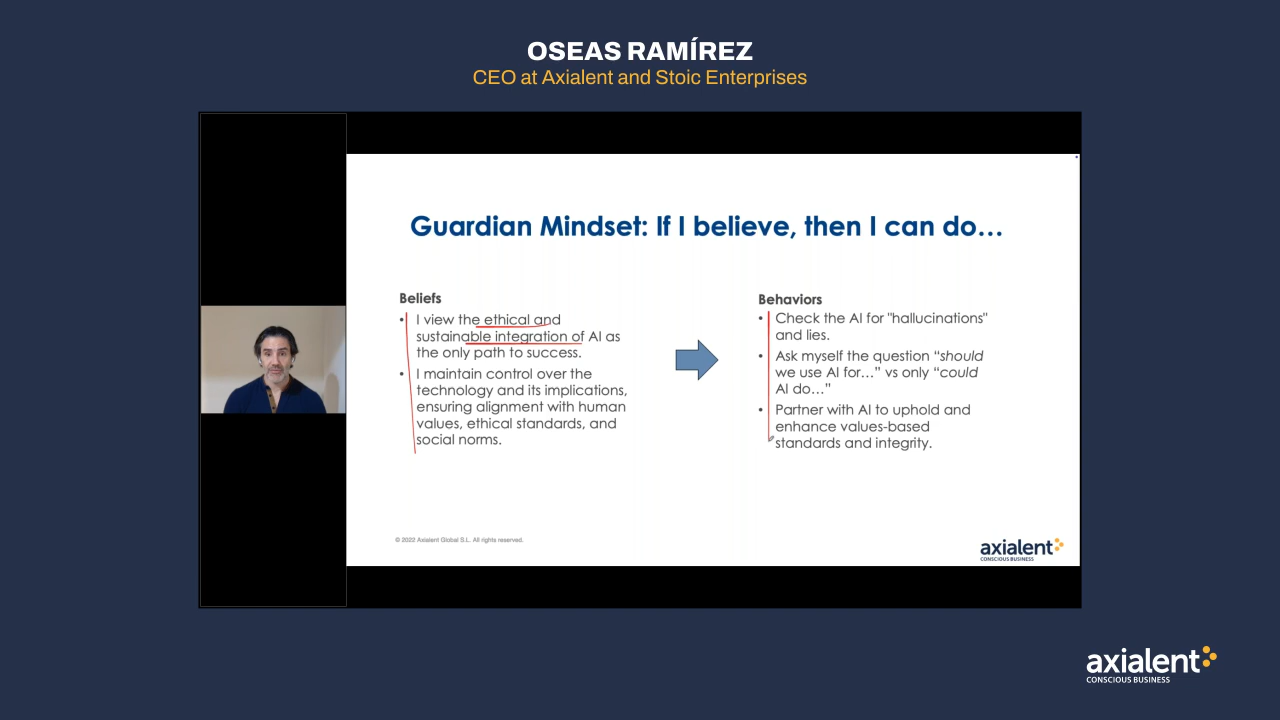 OSEAS RAMÍREZ
CEO at Axialent and Stoic Enterprises
Guardian Mindset: If I believe, then I can do…
Beliefs
• I view the ethical and
sustainable integration of AI as
the only path to success.
• I maintain control over the
technology and its implications,
ensuring alignment with human
values, ethical standards, and
social norms.
Behaviors
• Check the AI for "hallucinations"
and lies.
• Ask myself the question “should
we use AI for…” vs only “could
AI do…”
• Partner with AI to uphold and
enhance values-based
standards and integrity.
© 2022 Axialent Global S.L. All rights reserved.
axialent
CONSCIOUS BUSINESS
axialent
CONSCIOUS BUSINESS